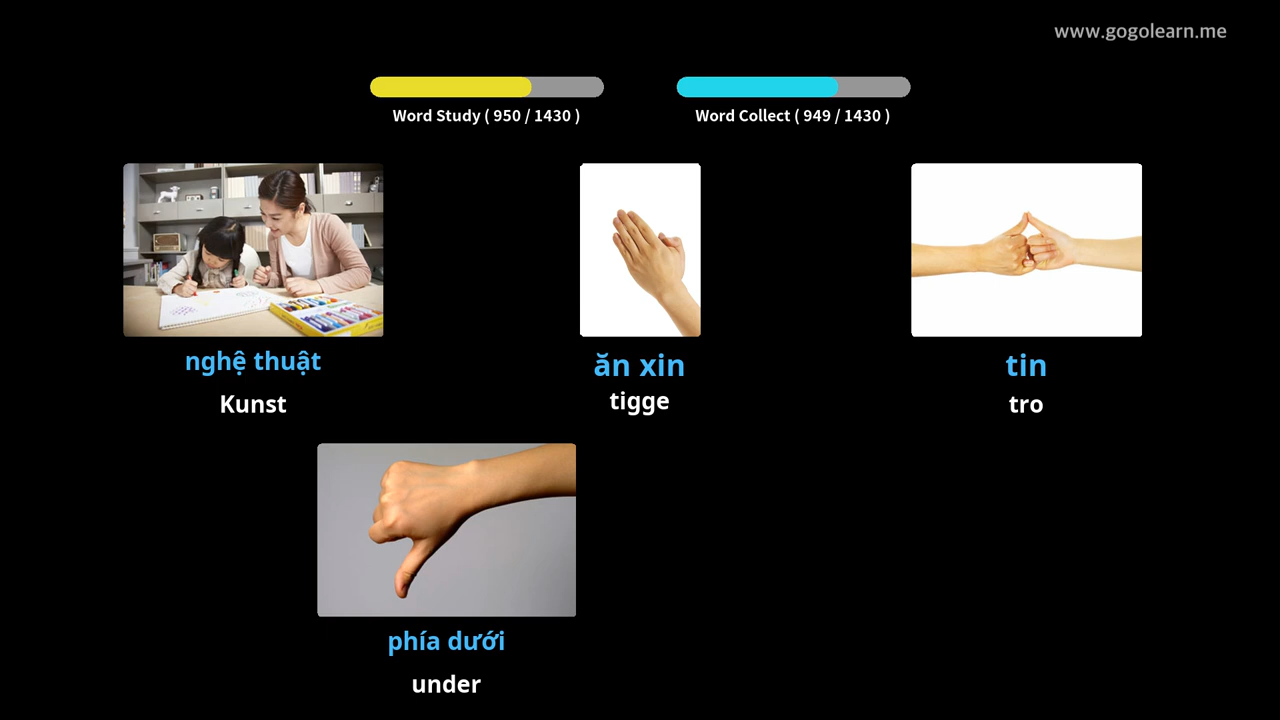 www.gogolearn.me
Word Study ( 950 / 1430 )
Word Collect ( 949 / 1430 )
nghệ thuật
Kunst
ăn xin
tigge
tin
tro
phía dưới
under